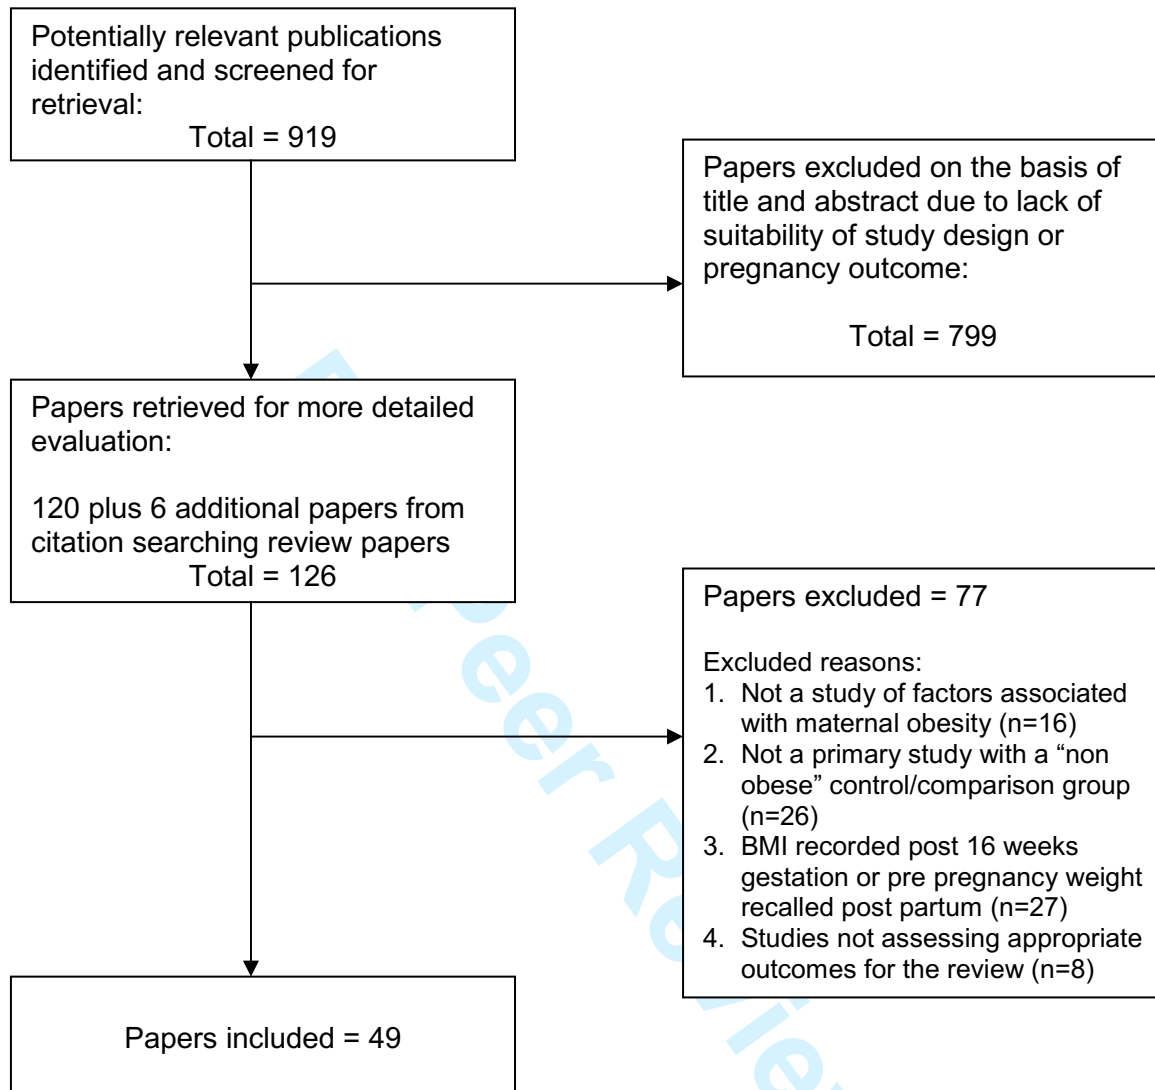 Potentially relevant publications
identified and screened for
retrieval:
Total = 919
Papers excluded on the basis of
title and abstract due to lack of
suitability of study design or
pregnancy outcome:
Total = 799
Papers retrieved for more detailed
evaluation:
120 plus 6 additional papers from
citation searching review papers
Total = 126
Papers excluded = 77
Excluded reasons:
1. Not a study of factors associated
with maternal obesity (n=16)
2. Not a primary study with a “non
obese” control/comparison group
(n=26)
3. BMI recorded post 16 weeks
gestation or pre pregnancy weight
recalled post partum (n=27)
4. Studies not assessing appropriate
outcomes for the review (n=8)
Papers included = 49
Peer Review